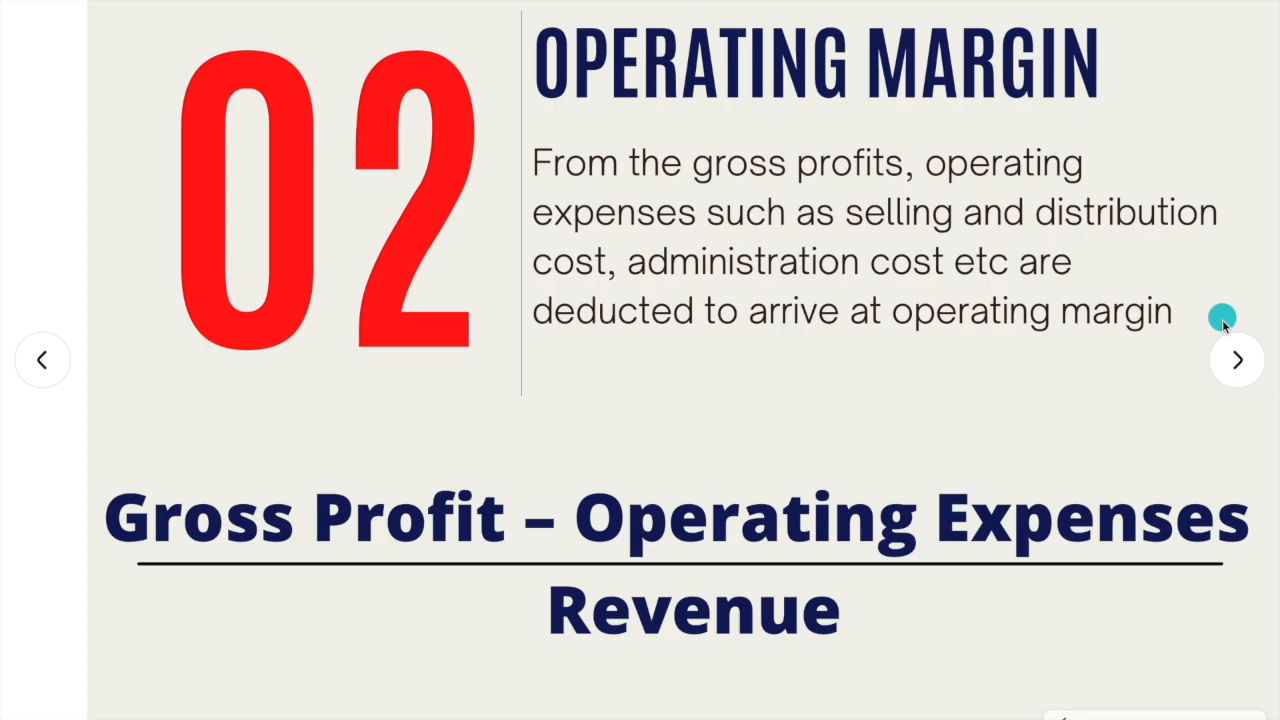 02
OPERATING MARGIN
From the gross profits, operating
expenses such as selling and distribution
cost, administration cost etc are
deducted to arrive at operating margin
Gross Profit – Operating Expenses
Revenue